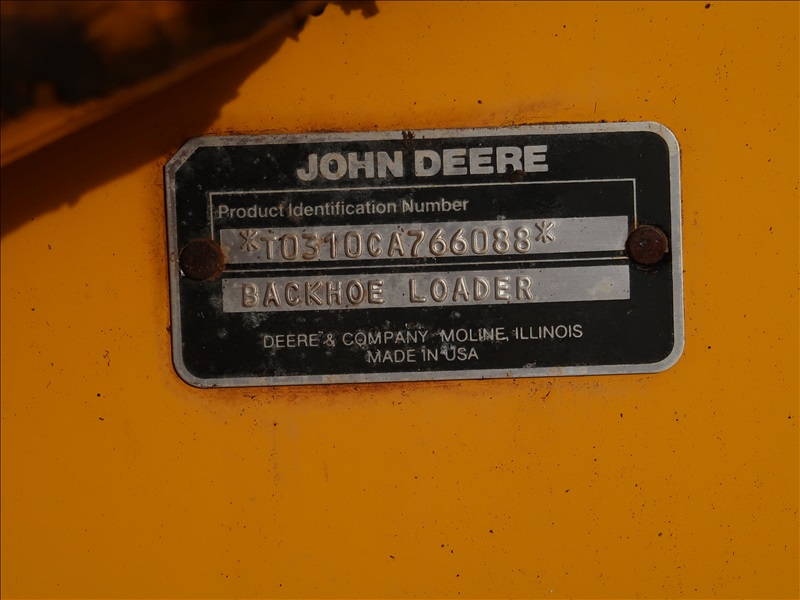 JOHN DEERE
Product Identification Number
*T0310CA766088*
BACKHOE LOADER
DEERE & COMPANY MOLINE, ILLINOIS
MADE IN USA